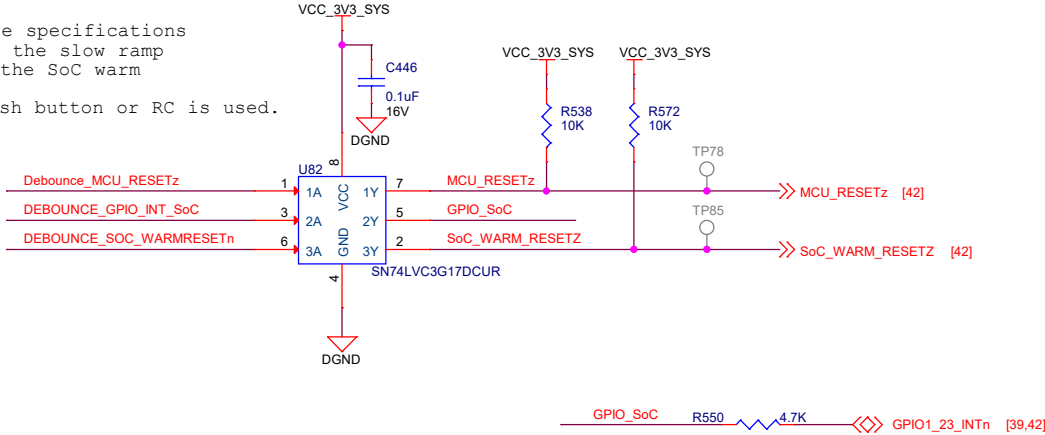 VCC_3V3_SYS
e specifications
the slow ramp
the SoC warm
sh button or RC is used.
C446
0.1uF
16V
DGND
VCC_3V3_SYS VCC_3V3_SYS
R538
10K
R572
10K
TP78
U82
8
Debounce_MCU_RESETz 1 1A VCC 1Y 7 MCU_RESETz MCU_RESETz [42]
DEBOUNCE_GPIO_INT_SoC 3 2A 2Y 5 GPIO_SoC TP85
DEBOUNCE_SOC_WARMRESETn 6 3A GND 3Y 2 SoC_WARM_RESETZ SoC_WARM_RESETZ [42]
4
SN74LVC3G17DCUR
DGND
GPIO_SoC R550 4.7K GPIO1_23_INTn [39,42]